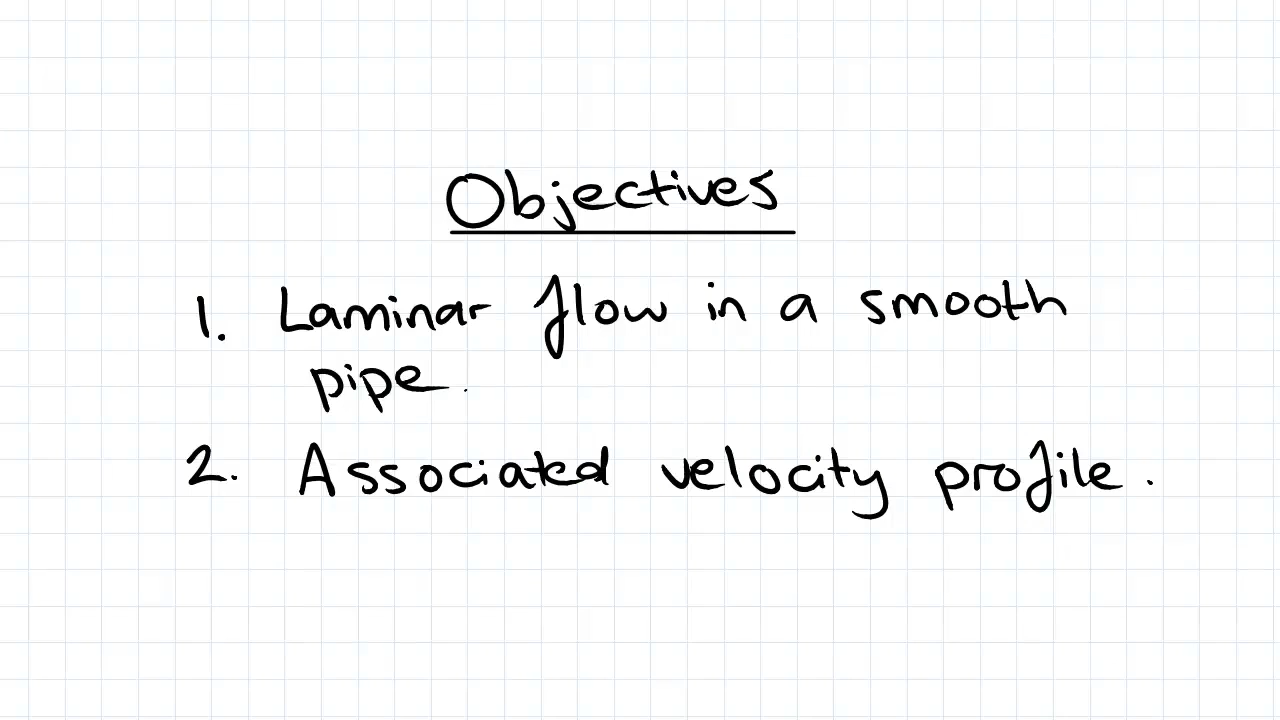 Objectives
1. Laminar flow in a smooth
pipe.
2. Associated velocity profile.